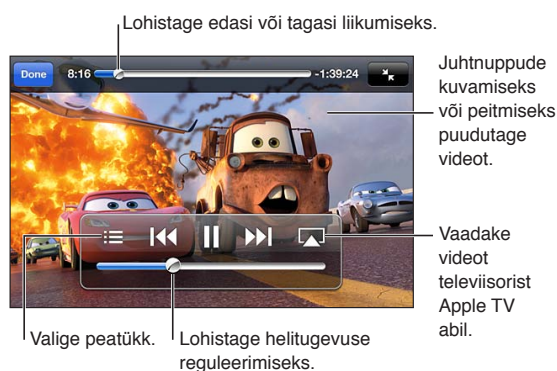 Lohistage edasi või tagasi liikumiseks.
Done
8:16
-1:39:24
Juhtnuppude
kuvamiseks
või peitmiseks
puudutage
videot.
Vaadake
videot
televiisorist
Apple TV
abil.
Valige peatükk.
Lohistage helitugevuse
reguleerimiseks.